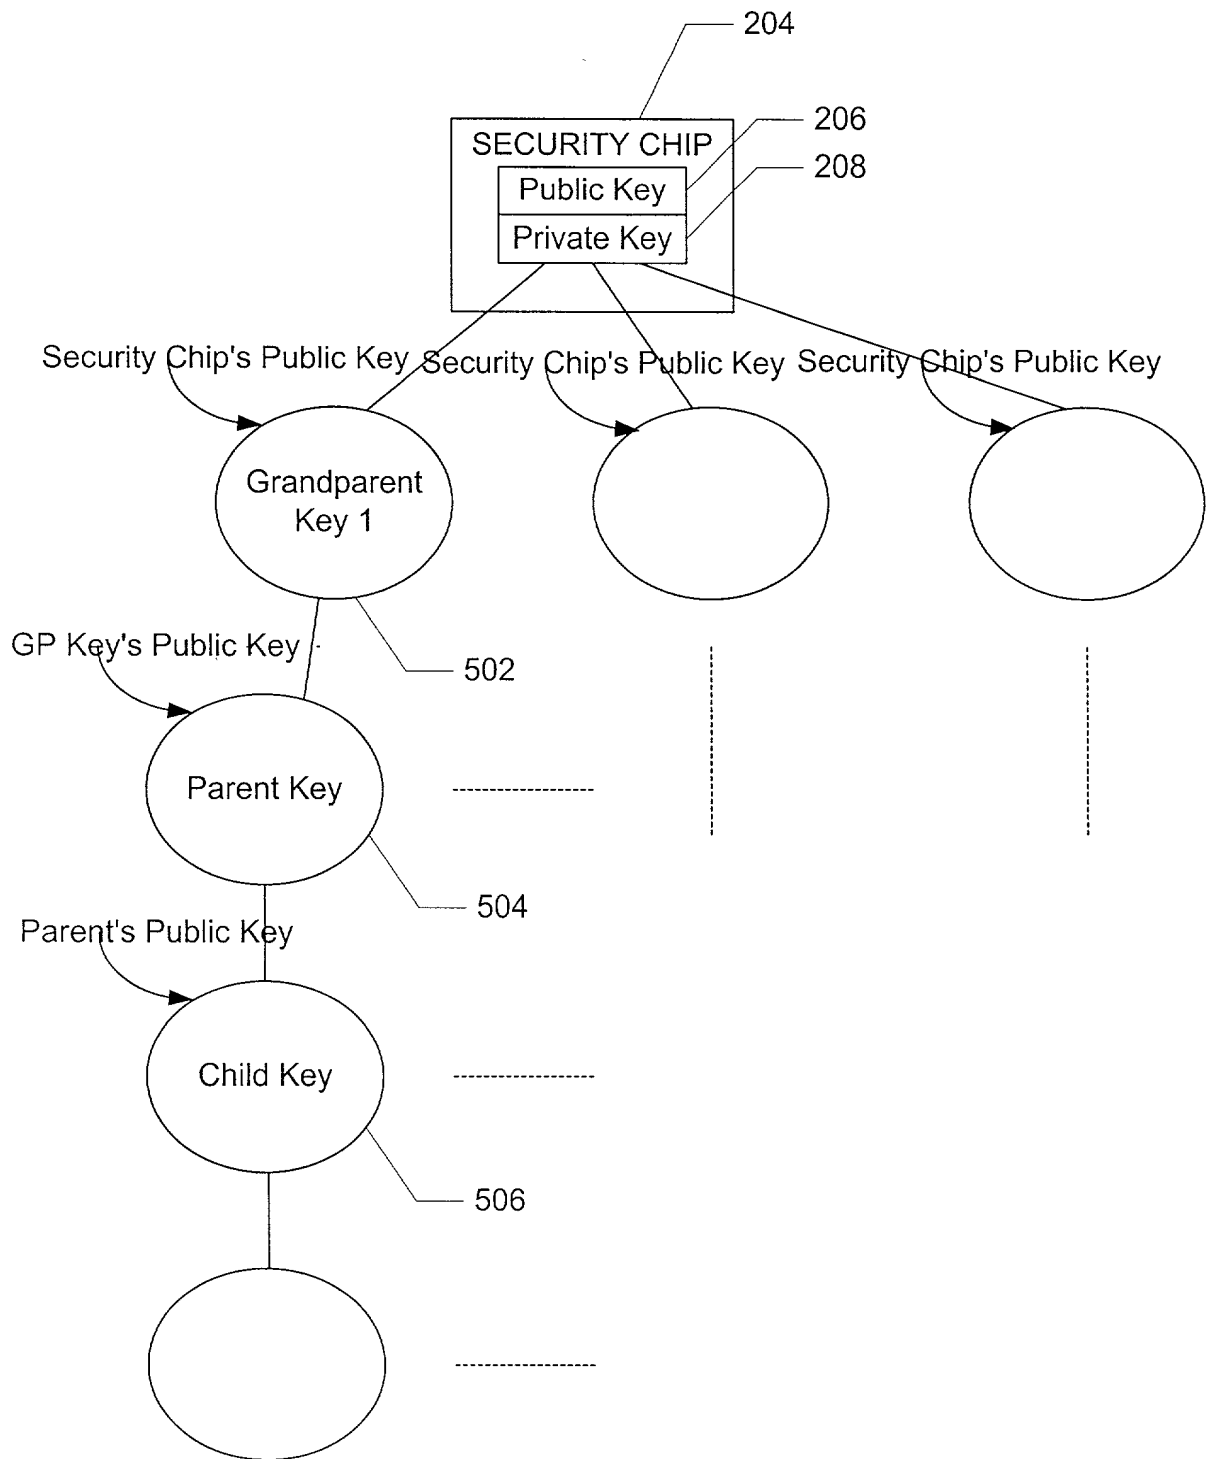 204
SECURITY CHIP
206
Public Key
208
Private Key
Security Chip's Public Key
Security Chip's Public Key
Security Chip's Public Key
Grandparent
Key 1
GP Key's Public Key
502
Parent Key
504
Parent's Public Key
Child Key
506